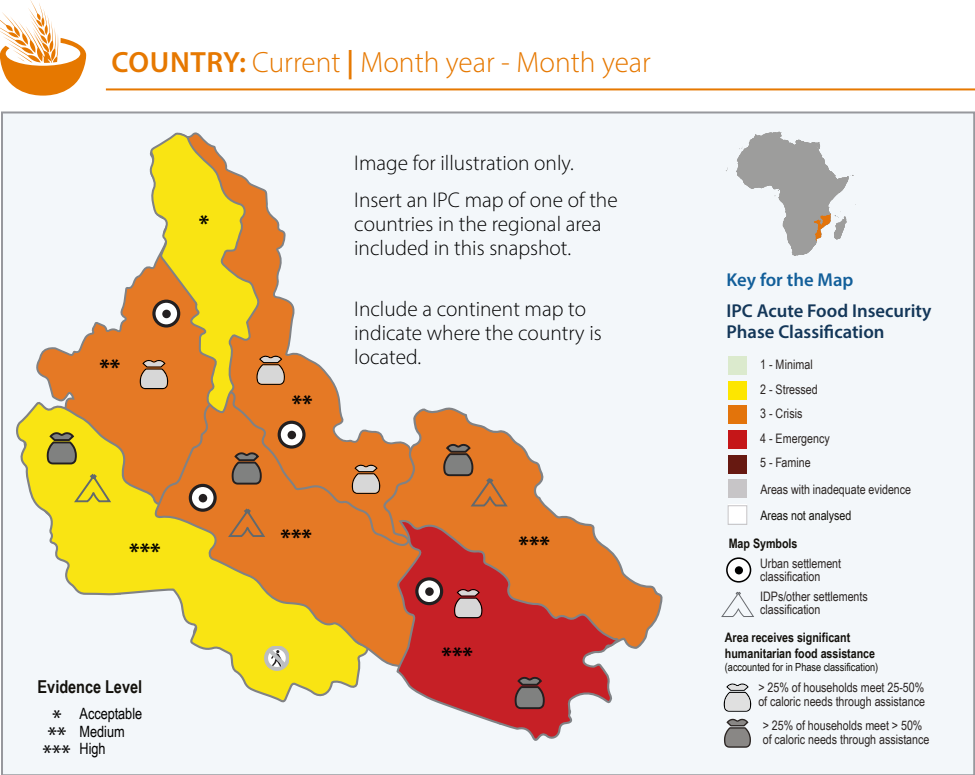 COUNTRY: Current | Month year - Month year
Image for illustration only.
Insert an IPC map of one of the
countries in the regional area
included in this snapshot.
Include a continent map to
indicate where the country is
located.
*
**
**
***
***
***
***
Evidence Level
* Acceptable
** Medium
*** High
Key for the Map
IPC Acute Food Insecurity
Phase Classification
1 - Minimal
2 - Stressed
3 - Crisis
4 - Emergency
5 - Famine
Areas with inadequate evidence
Areas not analysed
Map Symbols
Urban settlement
classification
IDPs/other settlements
classification
Area receives significant
humanitarian food assistance
(accounted for in Phase classification)
> 25% of households meet 25-50%
of caloric needs through assistance
> 25% of households meet > 50%
of caloric needs through assistance